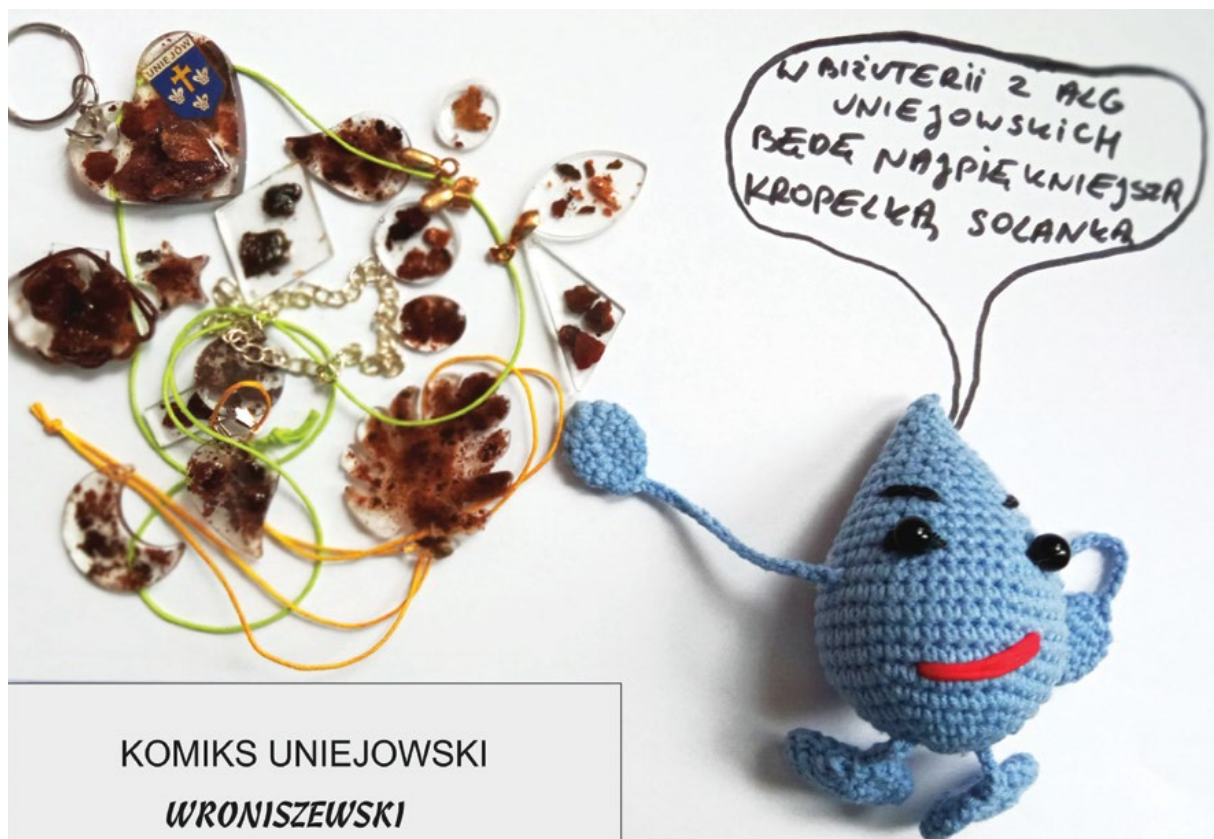 UNIEJÓW
W BIŻUTERII Z ALG
UNIEJOWSKICH
BĘDĘ NAJPIĘKNIEJSZĄ
KROPELKĄ SOLANKĄ
KOMIKS UNIEJOWSKI
WRONISZEWSKI